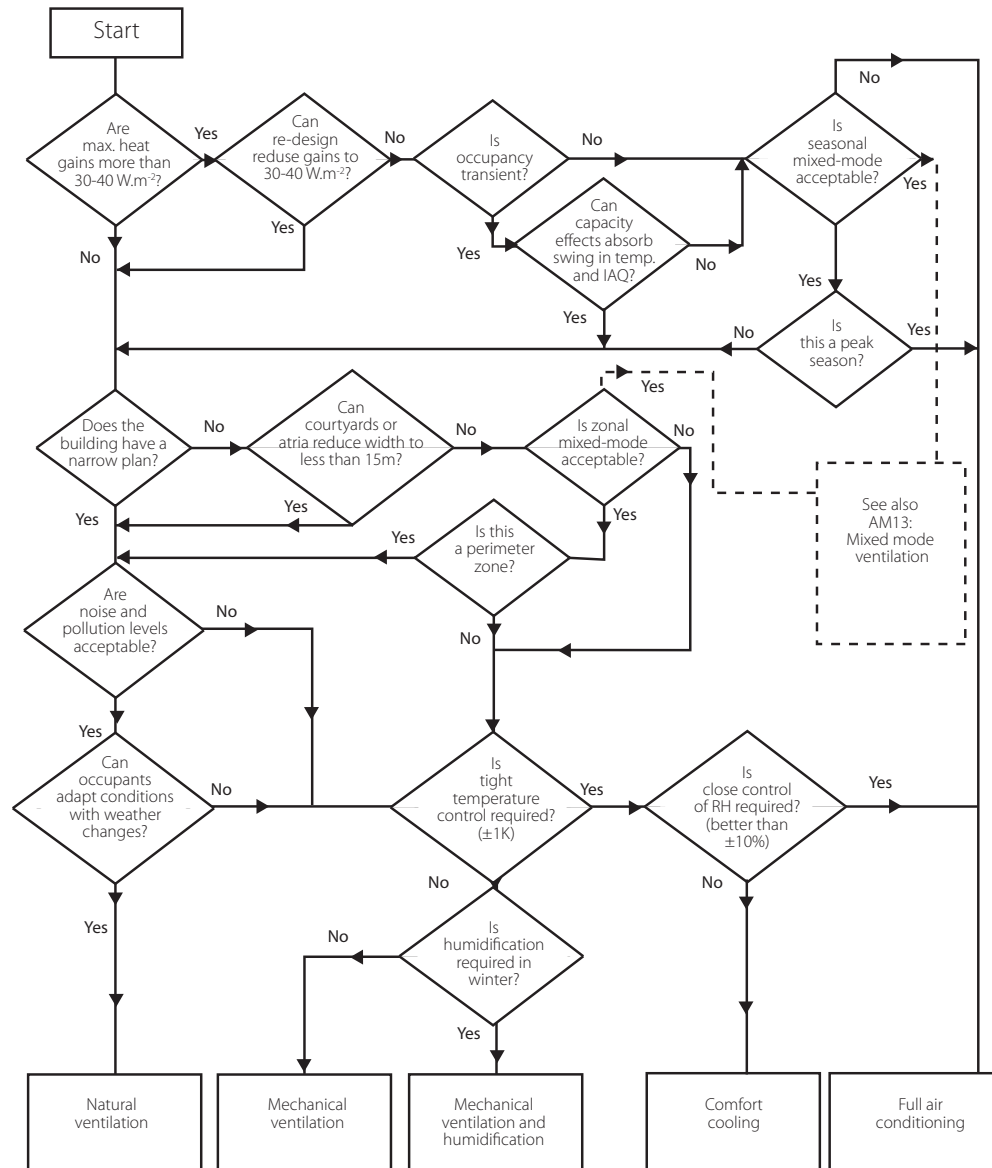 Start
Are
max. heat
gains more than
30-40 W.m⁻²?
Yes
Can
re-design
reduse gains to
30-40 W.m⁻²?
No
Is
occupancy
transient?
No
Is
seasonal
mixed-mode
acceptable?
No
Yes
No
Yes
Yes
Can
capacity
effects absorb
swing in temp.
and IAQ?
No
Yes
Yes
Is
this a peak
season?
No
Yes
Does the
building have a
narrow plan?
No
Can
courtyards or
atria reduce width to
less than 15m?
No
Is zonal
mixed-mode
acceptable?
Yes
No
Yes
Yes
Yes
Is this
a perimeter
zone?
Yes
No
See also
AM13:
Mixed mode
ventilation
Are
noise and
pollution levels
acceptable?
No
Yes
Can
occupants
adapt conditions
with weather
changes?
No
Yes
Is
tight
temperature
control required?
(±1K)
Yes
No
Is
close control
of RH required?
(better than
±10%)
Yes
No
Is
humidification
required in
winter?
No
Yes
Natural
ventilation
Mechanical
ventilation
Mechanical
ventilation and
humidification
Comfort
cooling
Full air
conditioning